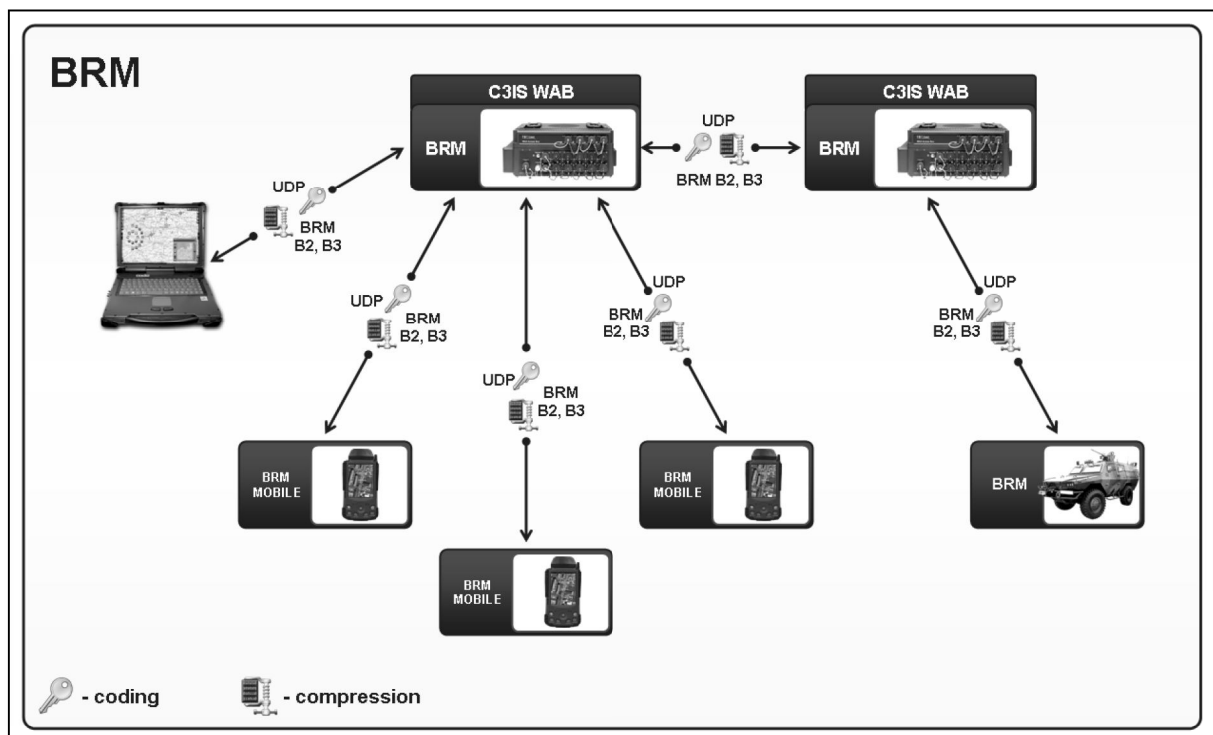 BRM
C3IS WAB
BRM
C3IS WAB
BRM
UDP
BRM B2, B3
UDP
BRM
B2, B3
UDP
BRM
B2, B3
UDP
BRM
B2, B3
UDP
BRM
B2, B3
UDP
BRM
B2, B3
BRM
MOBILE
BRM
MOBILE
BRM
MOBILE
BRM
- coding
- compression